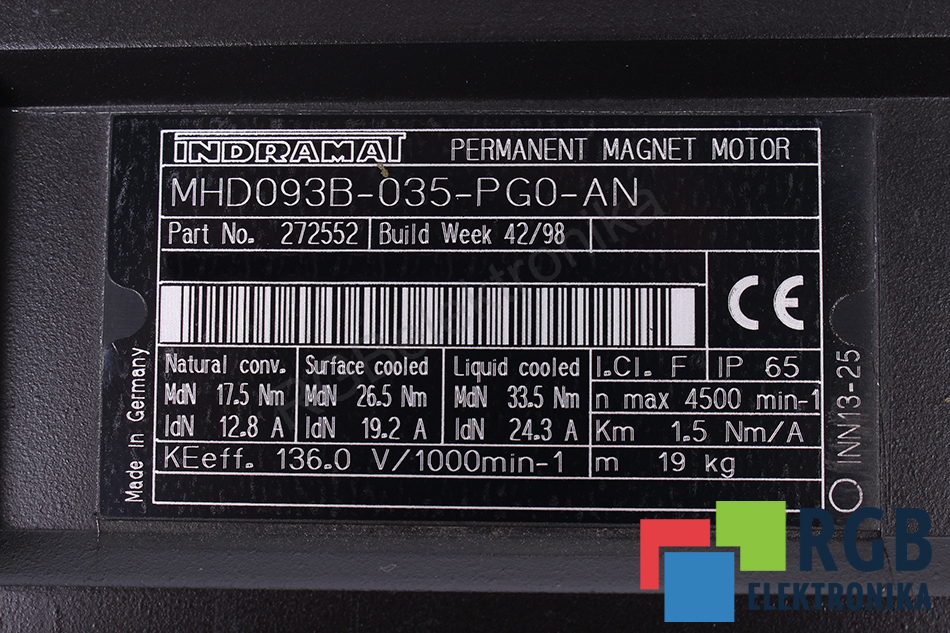 INDRAMAT PERMANENT MAGNET MOTOR
MHD093B-035-PG0-AN
Part No. 272552 Build Week 42/98
CE
Natural conv. Surface cooled Liquid cooled I.Cl. F IP 65
MdN 17.5 Nm MdN 26.5 Nm MdN 33.5 Nm n max 4500 min-1
IdN 12.8 A IdN 19.2 A IdN 24.3 A Km 1.5 Nm/A
KEeff. 136.0 V/1000min-1 m 19 kg
Made in Germany
INN13-25
RGBelektronika
RGB
ELEKTRONIKA